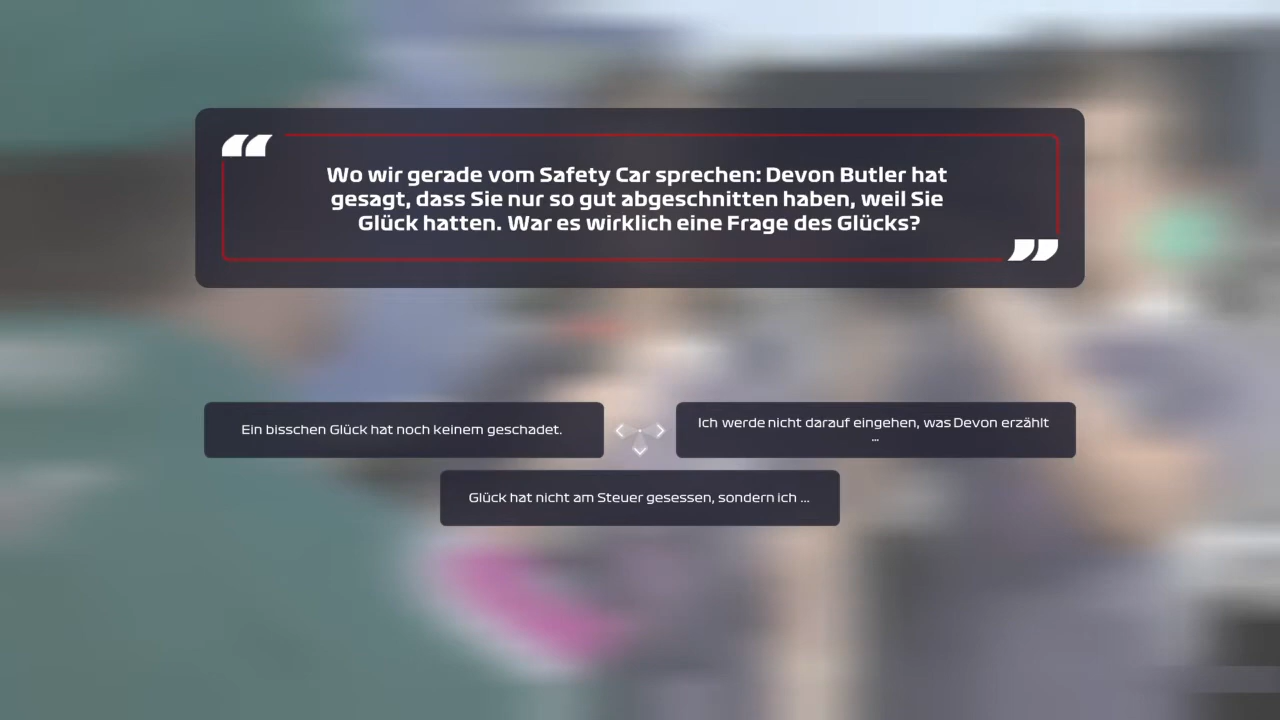 Wo wir gerade vom Safety Car sprechen: Devon Butler hat
gesagt, dass Sie nur so gut abgeschnitten haben, weil Sie
Glück hatten. War es wirklich eine Frage des Glücks?
Ein bisschen Glück hat noch keinem geschadet.
Ich werde nicht darauf eingehen, was Devon erzählt
...
Glück hat nicht am Steuer gesessen, sondern ich ...